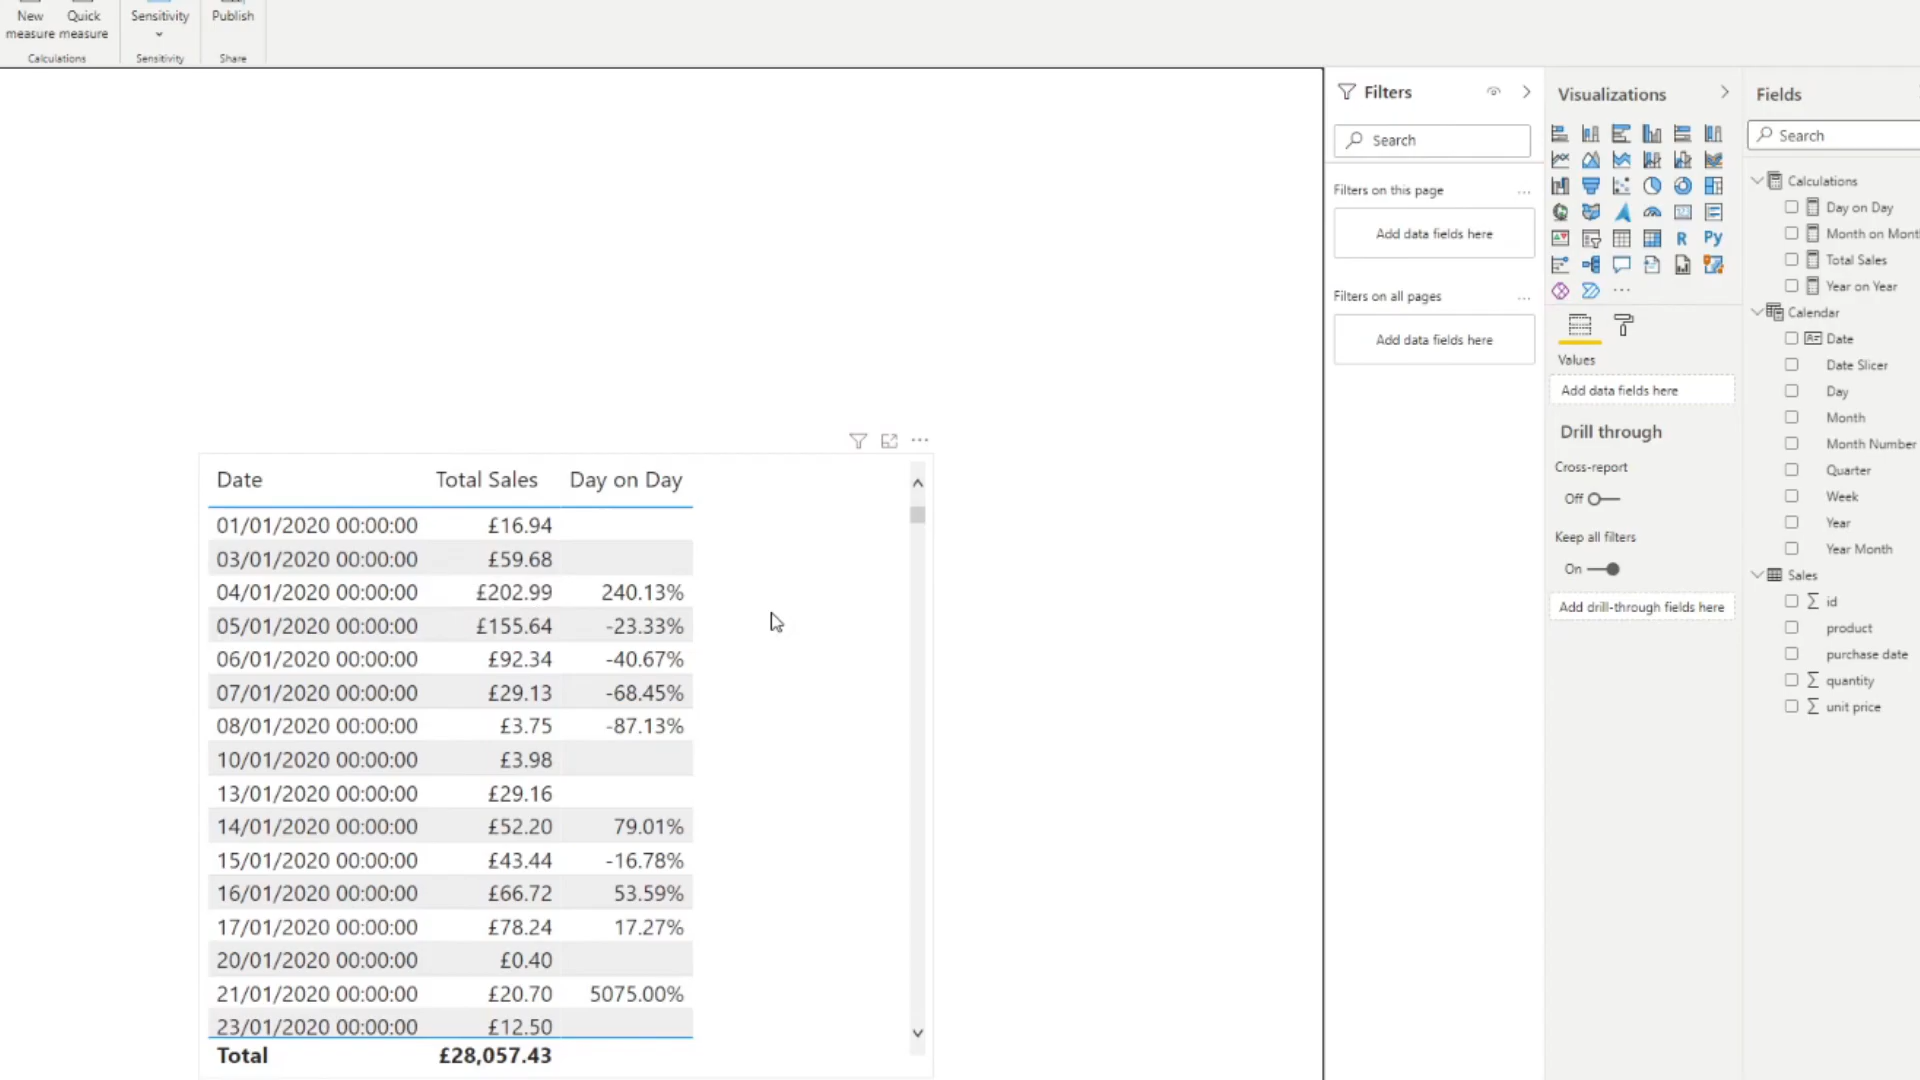 New
measure
Quick
measure
Calculations
Sensitivity
Sensitivity
Publish
Share
Date Total Sales Day on Day
01/01/2020 00:00:00 £16.94
03/01/2020 00:00:00 £59.68
04/01/2020 00:00:00 £202.99 240.13%
05/01/2020 00:00:00 £155.64 -23.33%
06/01/2020 00:00:00 £92.34 -40.67%
07/01/2020 00:00:00 £29.13 -68.45%
08/01/2020 00:00:00 £3.75 -87.13%
10/01/2020 00:00:00 £3.98
13/01/2020 00:00:00 £29.16
14/01/2020 00:00:00 £52.20 79.01%
15/01/2020 00:00:00 £43.44 -16.78%
16/01/2020 00:00:00 £66.72 53.59%
17/01/2020 00:00:00 £78.24 17.27%
20/01/2020 00:00:00 £0.40
21/01/2020 00:00:00 £20.70 5075.00%
23/01/2020 00:00:00 £12.50
Total £28,057.43
Filters
Search
Filters on this page
Add data fields here
Filters on all pages
Add data fields here
Visualizations
R Py
Values
Add data fields here
Drill through
Cross-report
Off
Keep all filters
On
Add drill-through fields here
Fields
Search
Calculations
Day on Day
Month on Mont
Total Sales
Year on Year
Calendar
Date
Date Slicer
Day
Month
Month Number
Quarter
Week
Year
Year Month
Sales
Σ id
product
purchase date
Σ quantity
Σ unit price